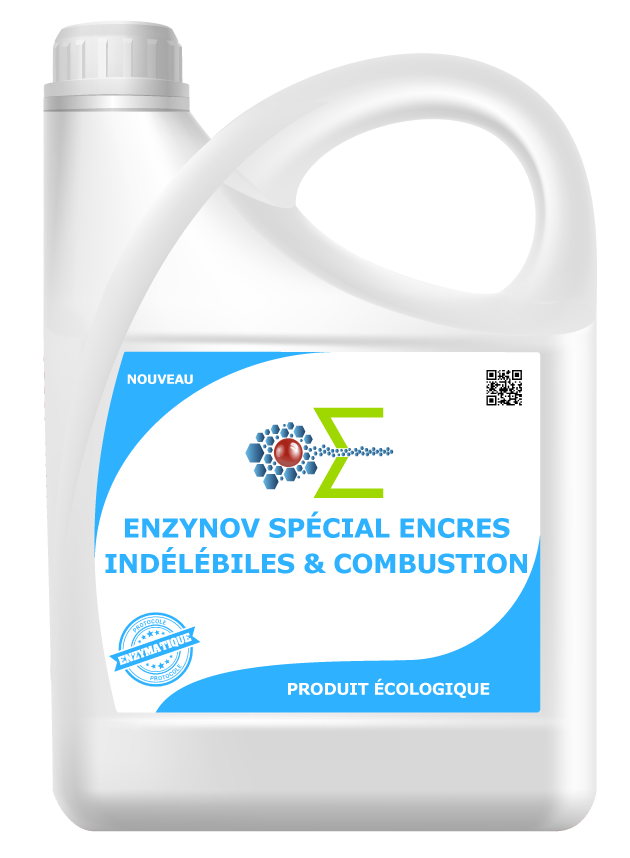 NOUVEAU
ENZYNOV SPÉCIAL ENCRES
INDÉLÉBILES & COMBUSTION
PROTOCOLE
ENZYMATIQUE
PROTOCOLE
PRODUIT ÉCOLOGIQUE